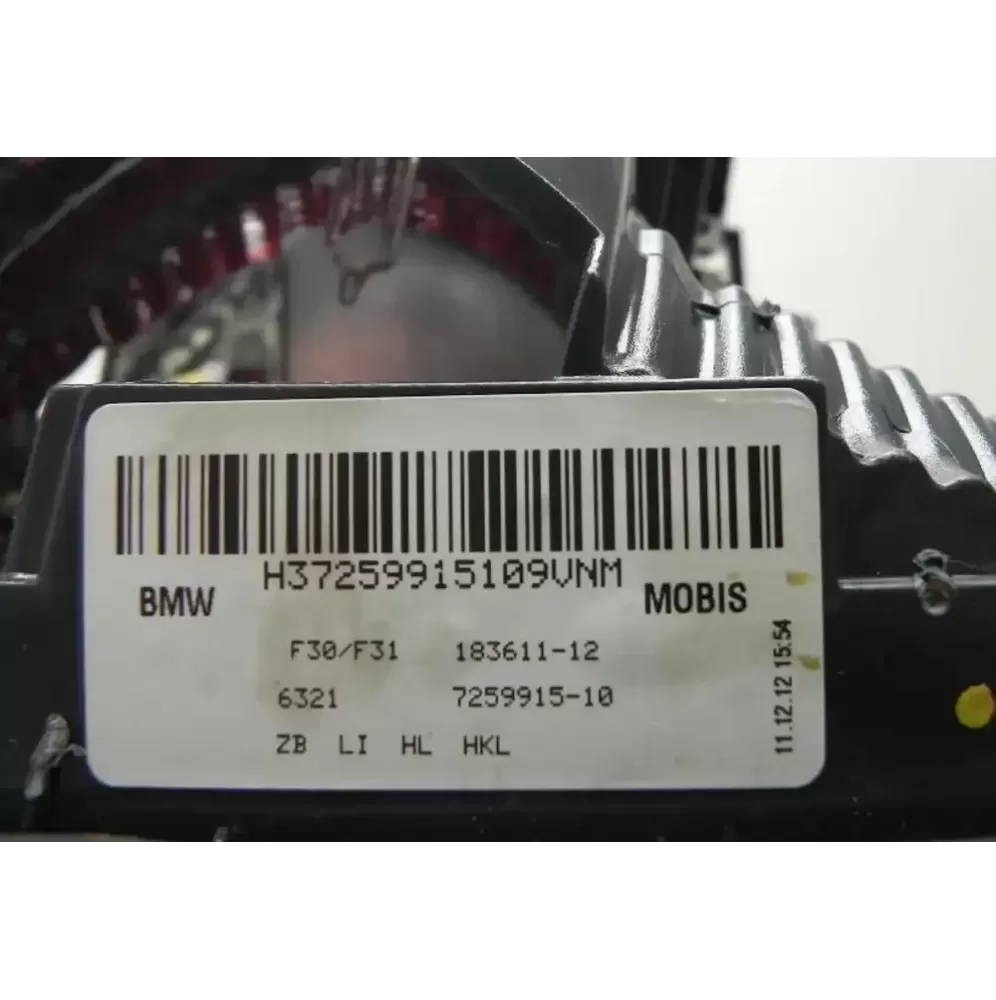 H37259915109VNM
BMW MOBIS
F30/F31 183611-12
6321 7259915-10
ZB LI HL HKL
11.12.12 15:54